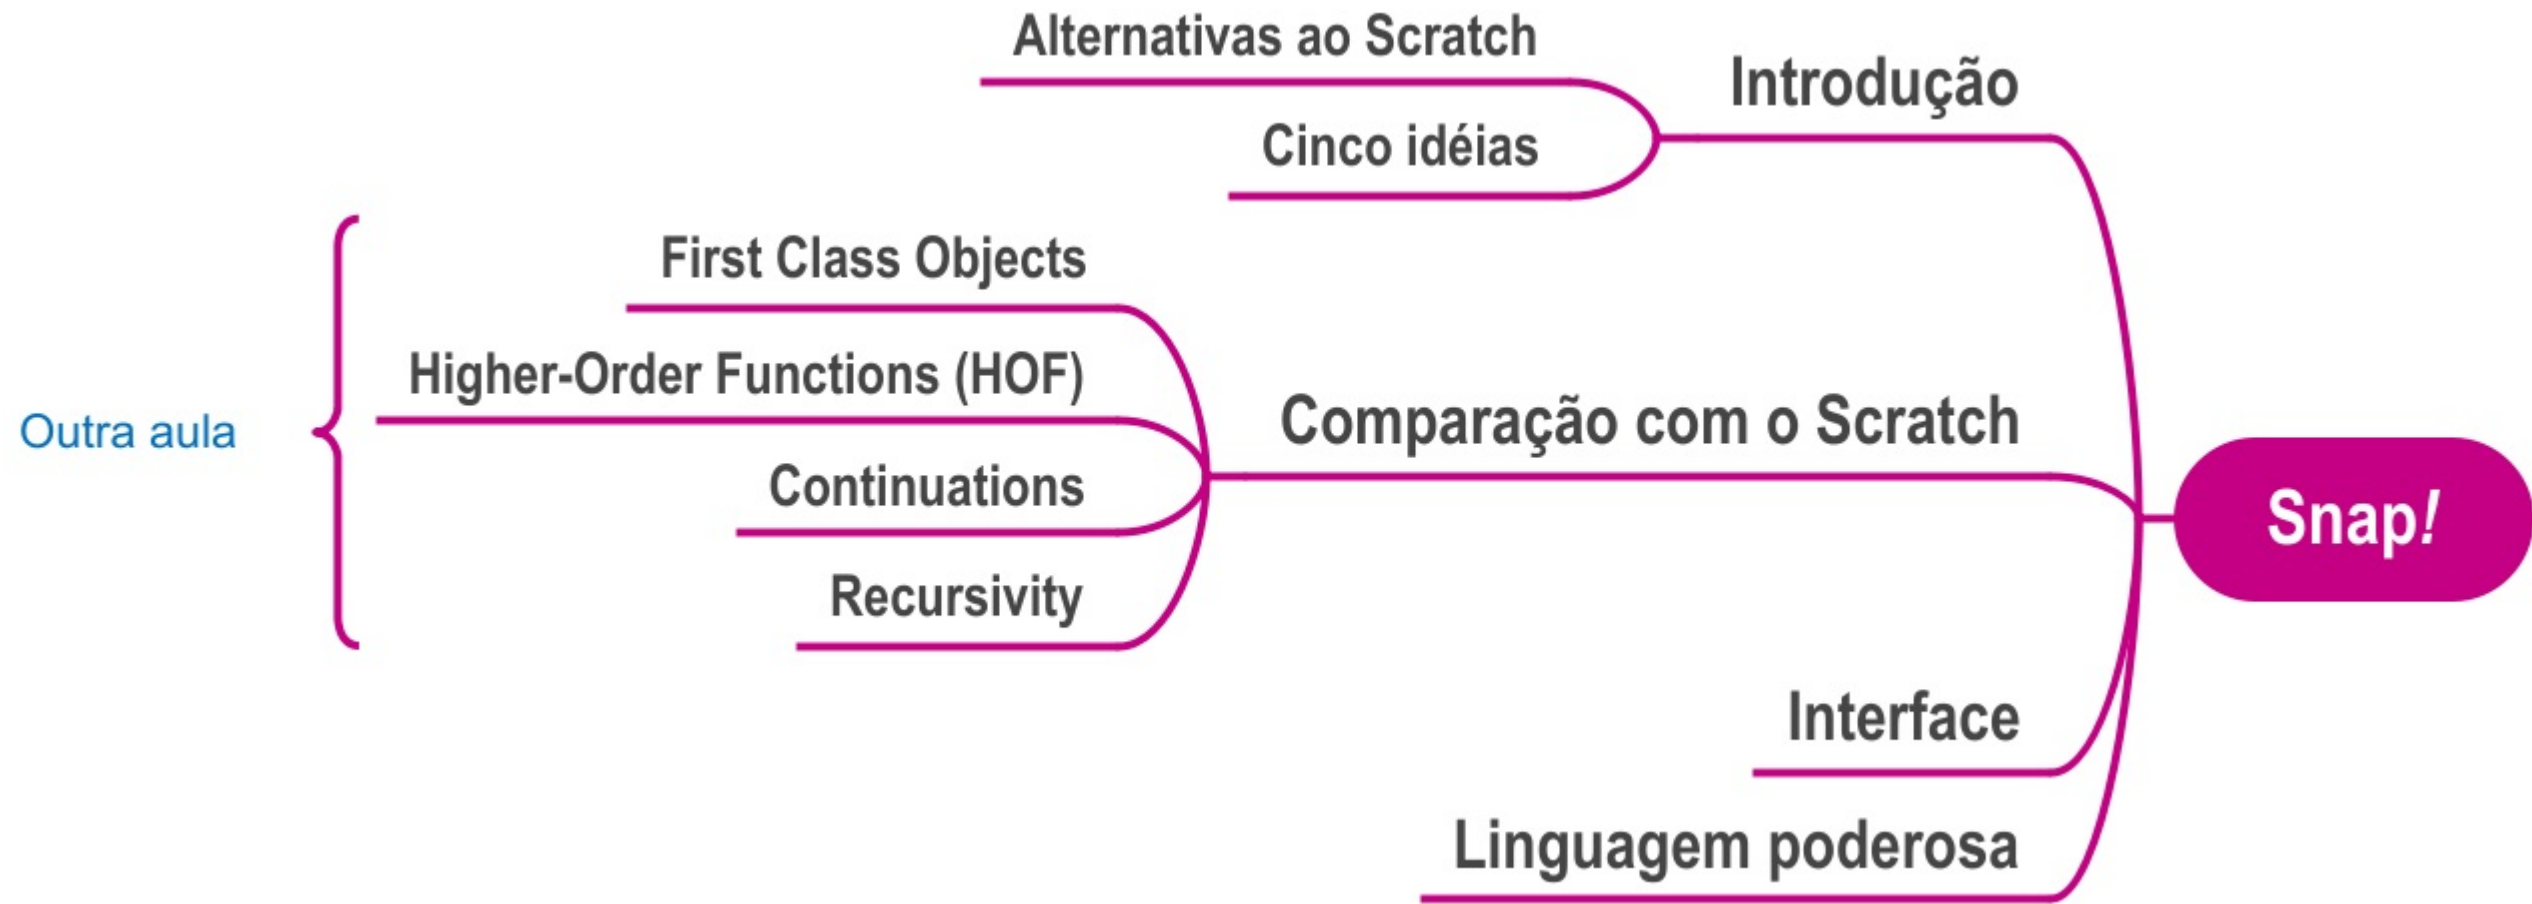 Alternativas ao Scratch
Introdução
Cinco idéias
First Class Objects
Higher-Order Functions (HOF)
Comparação com o Scratch
Outra aula
Continuations
Snap!
Recursivity
Interface
Linguagem poderosa